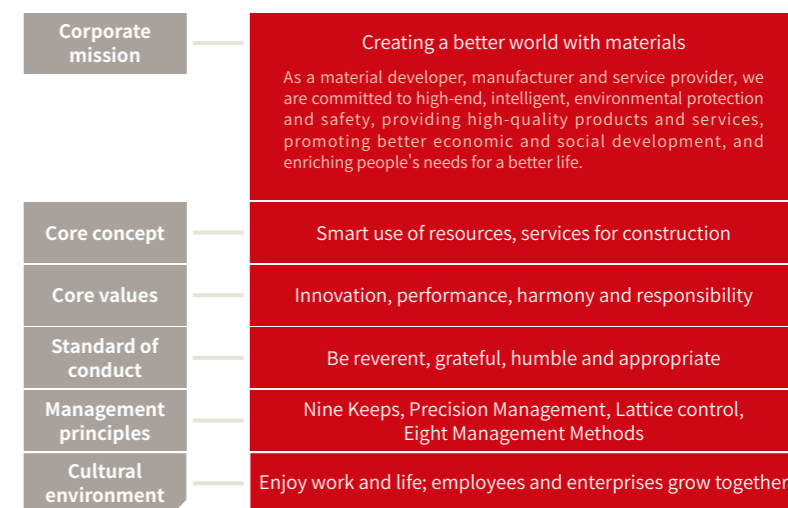 Corporate
mission
Creating a better world with materials
As a material developer, manufacturer and service provider, we
are committed to high-end, intelligent, environmental protection
and safety, providing high-quality products and services,
promoting better economic and social development, and
enriching people's needs for a better life.
Core concept
Smart use of resources, services for construction
Core values
Innovation, performance, harmony and responsibility
Standard of
conduct
Be reverent, grateful, humble and appropriate
Management
principles
Nine Keeps, Precision Management, Lattice control,
Eight Management Methods
Cultural
environment
Enjoy work and life; employees and enterprises grow together